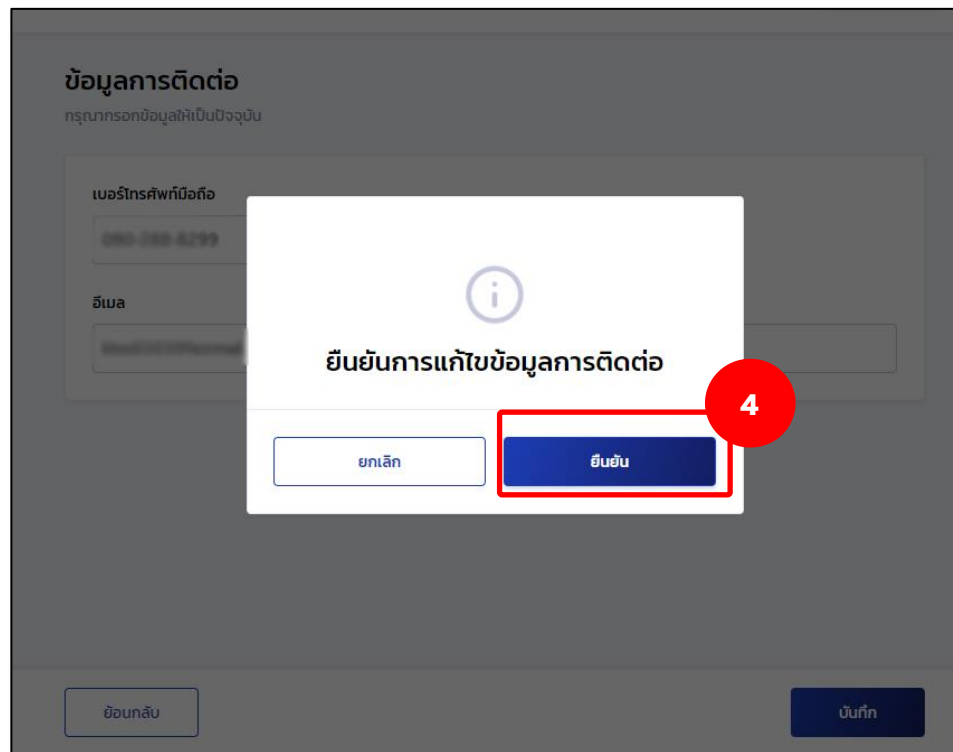 ข้อมูลการติดต่อ
กรุณากรอกข้อมูลให้เป็นปัจจุบัน
เบอร์โทรศัพท์มือถือ
อีเมล
ยืนยันการแก้ไขข้อมูลการติดต่อ
4
ยกเลิก
ยืนยัน
ย้อนกลับ
บันทึก